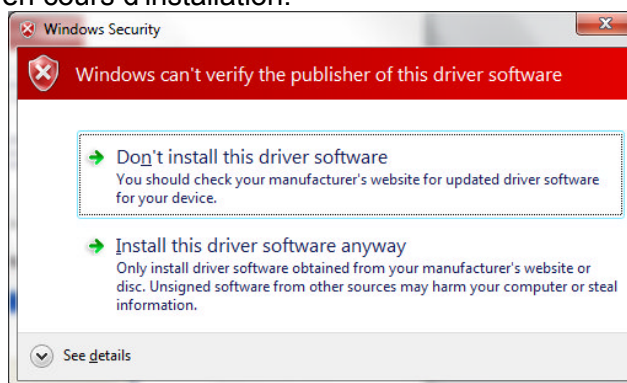 en cours d'installation.
Windows Security
Windows can't verify the publisher of this driver software
Don't install this driver software
You should check your manufacturer's website for updated driver software
for your device.
Install this driver software anyway
Only install driver software obtained from your manufacturer's website or
disc. Unsigned software from other sources may harm your computer or steal
information.
See details